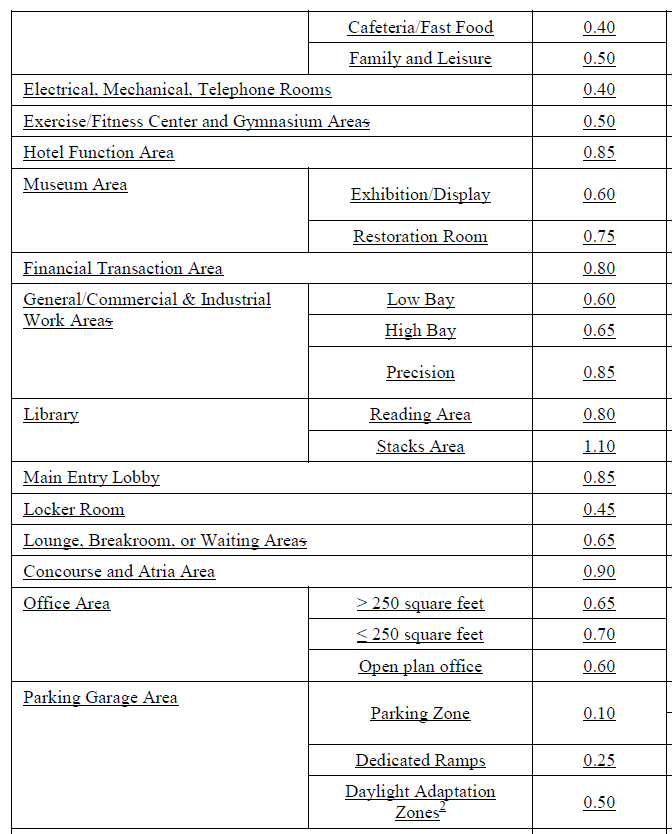 Cafeteria/Fast Food 0.40
Family and Leisure 0.50
Electrical, Mechanical, Telephone Rooms 0.40
Exercise/Fitness Center and Gymnasium Areas 0.50
Hotel Function Area 0.85
Museum Area
Exhibition/Display 0.60
Restoration Room 0.75
Financial Transaction Area 0.80
General/Commercial & Industrial Low Bay 0.60
Work Areas
High Bay 0.65
Precision 0.85
Library Reading Area 0.80
Stacks Area 1.10
Main Entry Lobby 0.85
Locker Room 0.45
Lounge, Breakroom, or Waiting Areas 0.65
Concourse and Atria Area 0.90
Office Area > 250 square feet 0.65
≤ 250 square feet 0.70
Open plan office 0.60
Parking Garage Area
Parking Zone 0.10
Dedicated Ramps 0.25
Daylight Adaptation
Zones2 0.50